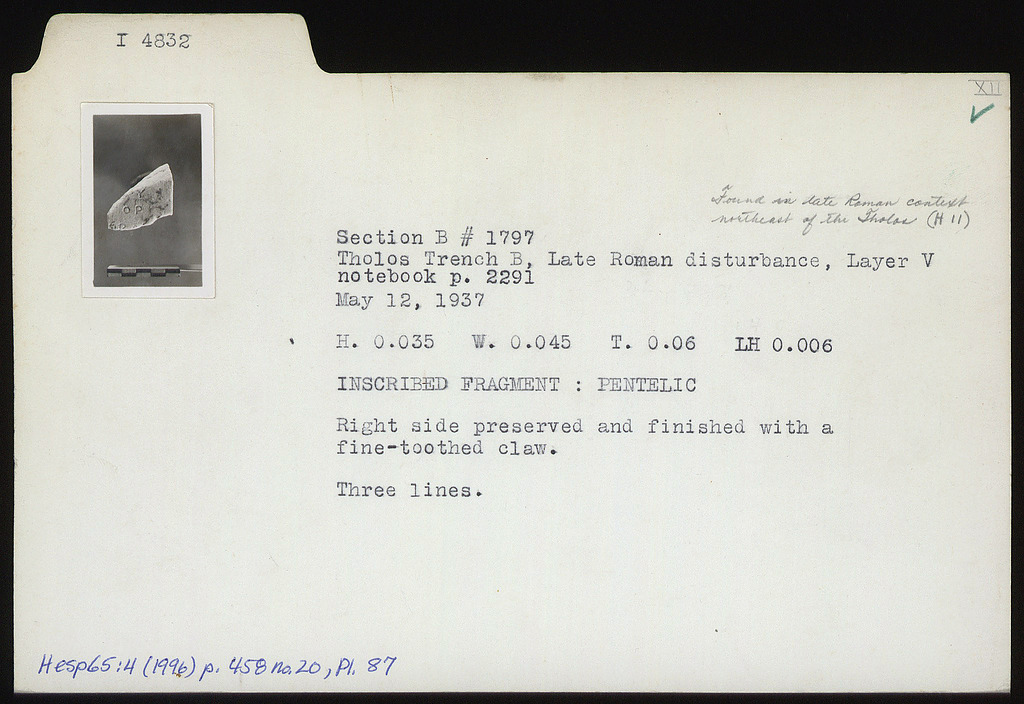 I 4832
XII
Found in late Roman context
northeast of the Tholos (H 11)
Section B # 1797
Tholos Trench B, Late Roman disturbance, Layer V
notebook p. 2291
May 12, 1937
H. 0.035 W. 0.045 T. 0.06 LH 0.006
INSCRIBED FRAGMENT : PENTELIC
Right side preserved and finished with a
fine-toothed claw.
Three lines.
Hesp65:4 (1996) p. 458 no.20, Pl. 87